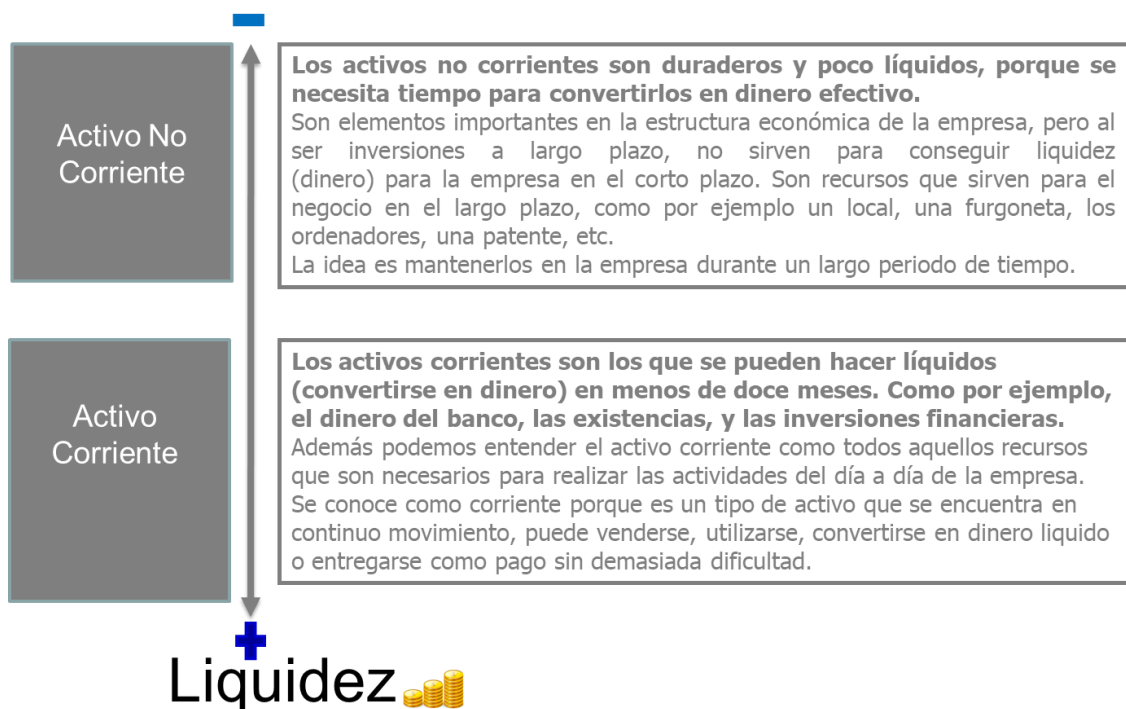 Activo No
Corriente
Los activos no corrientes son duraderos y poco líquidos, porque se
necesita tiempo para convertirlos en dinero efectivo.
Son elementos importantes en la estructura económica de la empresa, pero al
ser inversiones a largo plazo, no sirven para conseguir liquidez
(dinero) para la empresa en el corto plazo. Son recursos que sirven para el
negocio en el largo plazo, como por ejemplo un local, una furgoneta, los
ordenadores, una patente, etc.
La idea es mantenerlos en la empresa durante un largo periodo de tiempo.
Activo
Corriente
Los activos corrientes son los que se pueden hacer líquidos
(convertirse en dinero) en menos de doce meses. Como por ejemplo,
el dinero del banco, las existencias, y las inversiones financieras.
Además podemos entender el activo corriente como todos aquellos recursos
que son necesarios para realizar las actividades del día a día de la empresa.
Se conoce como corriente porque es un tipo de activo que se encuentra en
continuo movimiento, puede venderse, utilizarse, convertirse en dinero liquido
o entregarse como pago sin demasiada dificultad.
Liquidez